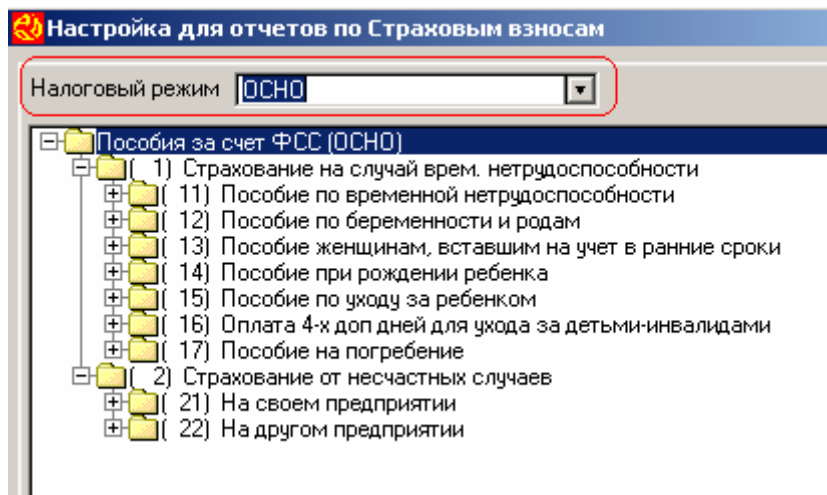 Настройка для отчетов по Страховым взносам
Налоговый режим ОСНО
Пособия за счет ФСС (ОСНО)
( 1) Страхование на случай врем. нетрудоспособности
( 11) Пособие по временной нетрудоспособности
( 12) Пособие по беременности и родам
( 13) Пособие женщинам, вставшим на учет в ранние сроки
( 14) Пособие при рождении ребенка
( 15) Пособие по уходу за ребенком
( 16) Оплата 4-х доп дней для ухода за детьми-инвалидами
( 17) Пособие на погребение
( 2) Страхование от несчастных случаев
( 21) На своем предприятии
( 22) На другом предприятии